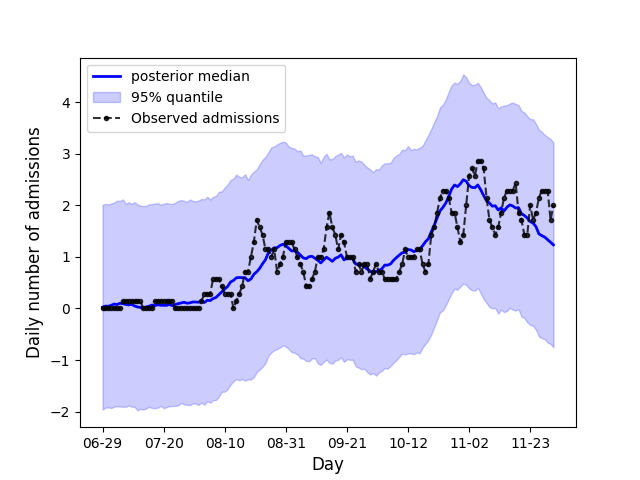 posterior median
95% quantile
Observed admissions
Daily number of admissions
4
3
2
1
0
−1
−2
06-29 07-20 08-10 08-31 09-21 10-12 11-02 11-23
Day